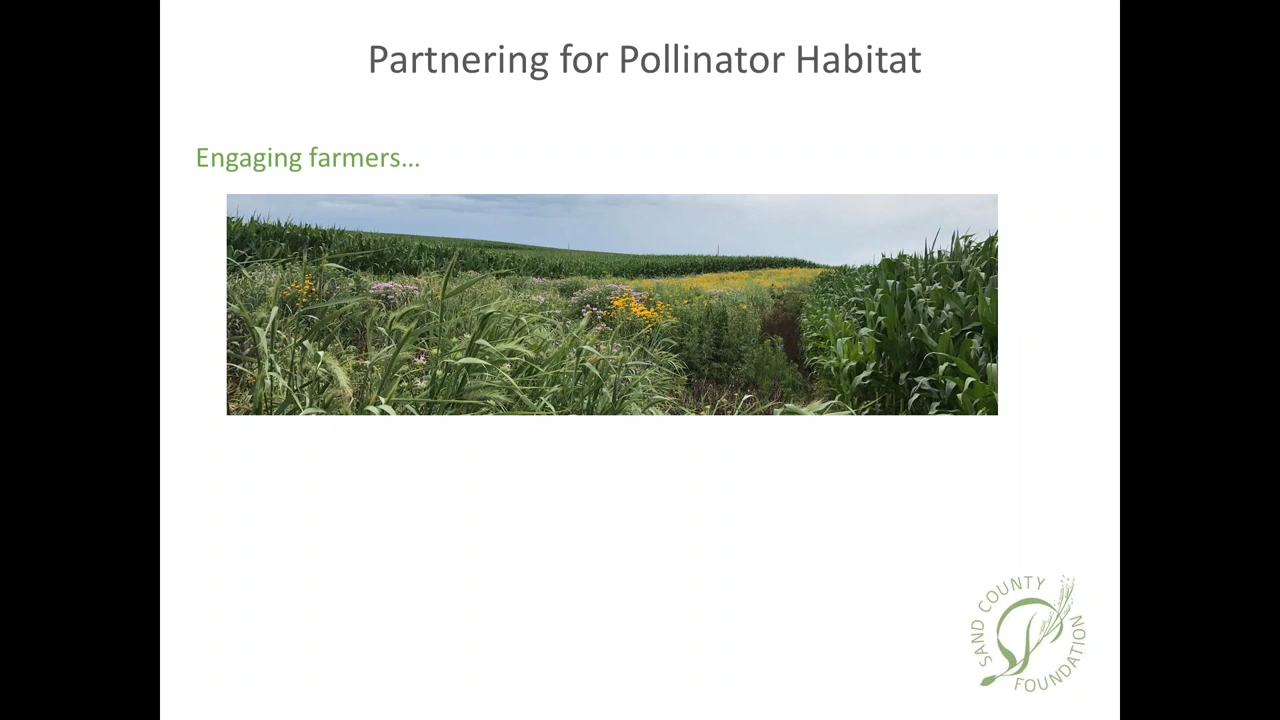 Partnering for Pollinator Habitat
Engaging farmers...
SAND COUNTY
FOUNDATION